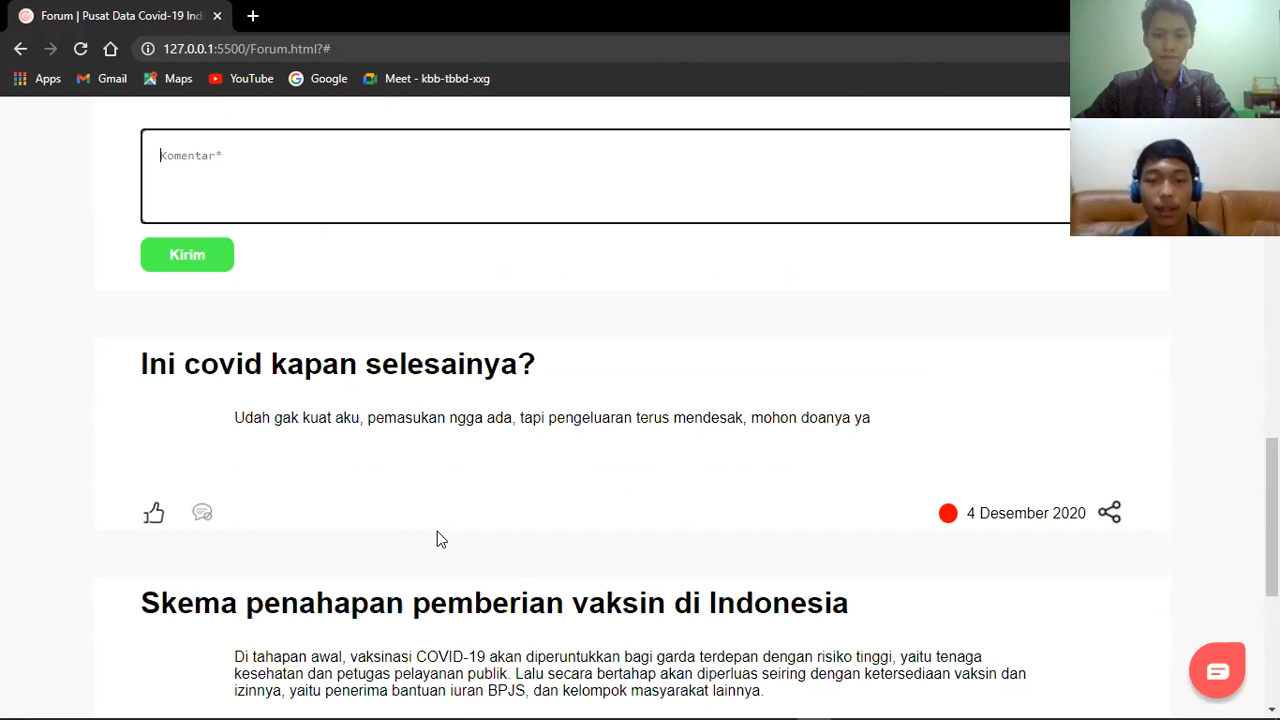 Forum | Pusat Data Covid-19 Ind
127.0.0.1:5500/Forum.html?#
Apps Gmail Maps YouTube Google Meet - kbb-tbbd-xxg
Komentar*
Kirim
Ini covid kapan selesainya?
Udah gak kuat aku, pemasukan ngga ada, tapi pengeluaran terus mendesak, mohon doanya ya
4 Desember 2020
Skema penahapan pemberian vaksin di Indonesia
Di tahapan awal, vaksinasi COVID-19 akan diperuntukkan bagi garda terdepan dengan risiko tinggi, yaitu tenaga
kesehatan dan petugas pelayanan publik. Lalu secara bertahap akan diperluas seiring dengan ketersediaan vaksin dan
izinnya, yaitu penerima bantuan iuran BPJS, dan kelompok masyarakat lainnya.